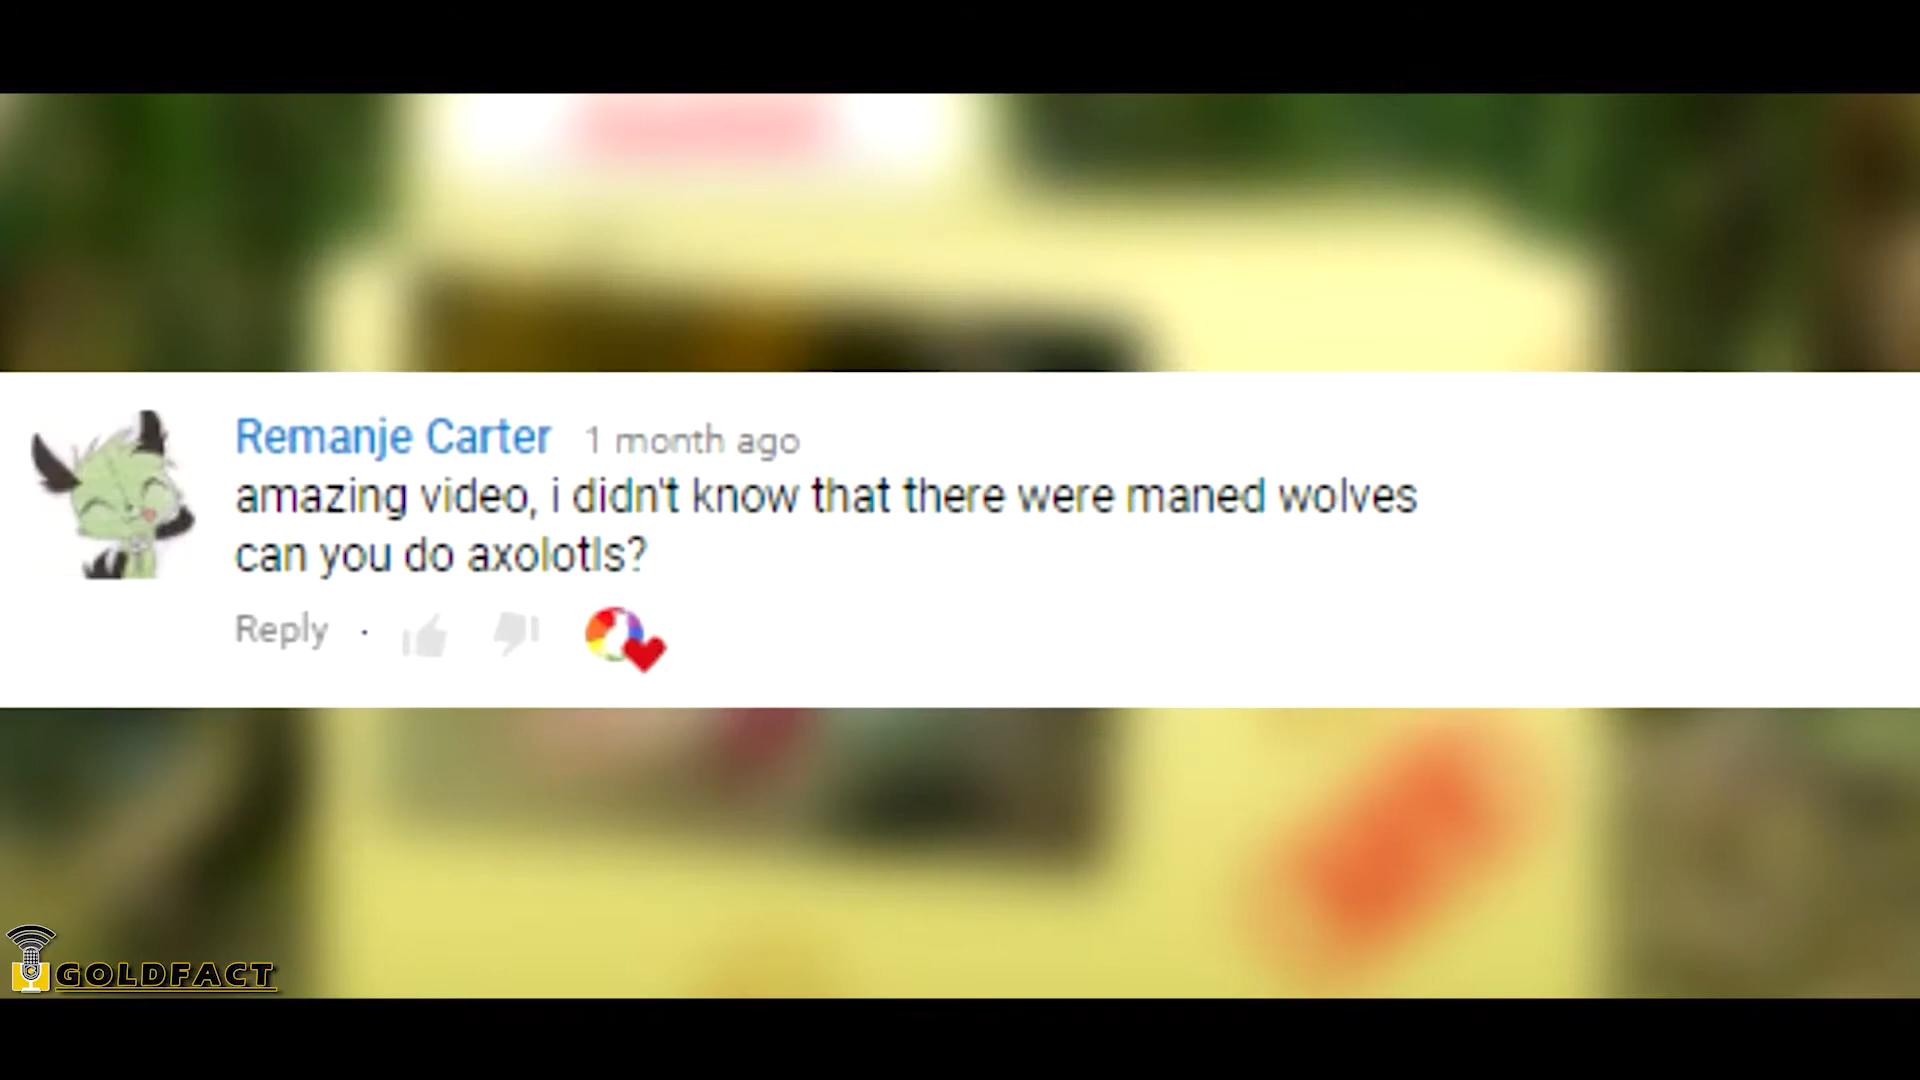 Remanje Carter 1 month ago
amazing video, i didn't know that there were maned wolves
can you do axolotls?
Reply ·
GOLDFACT